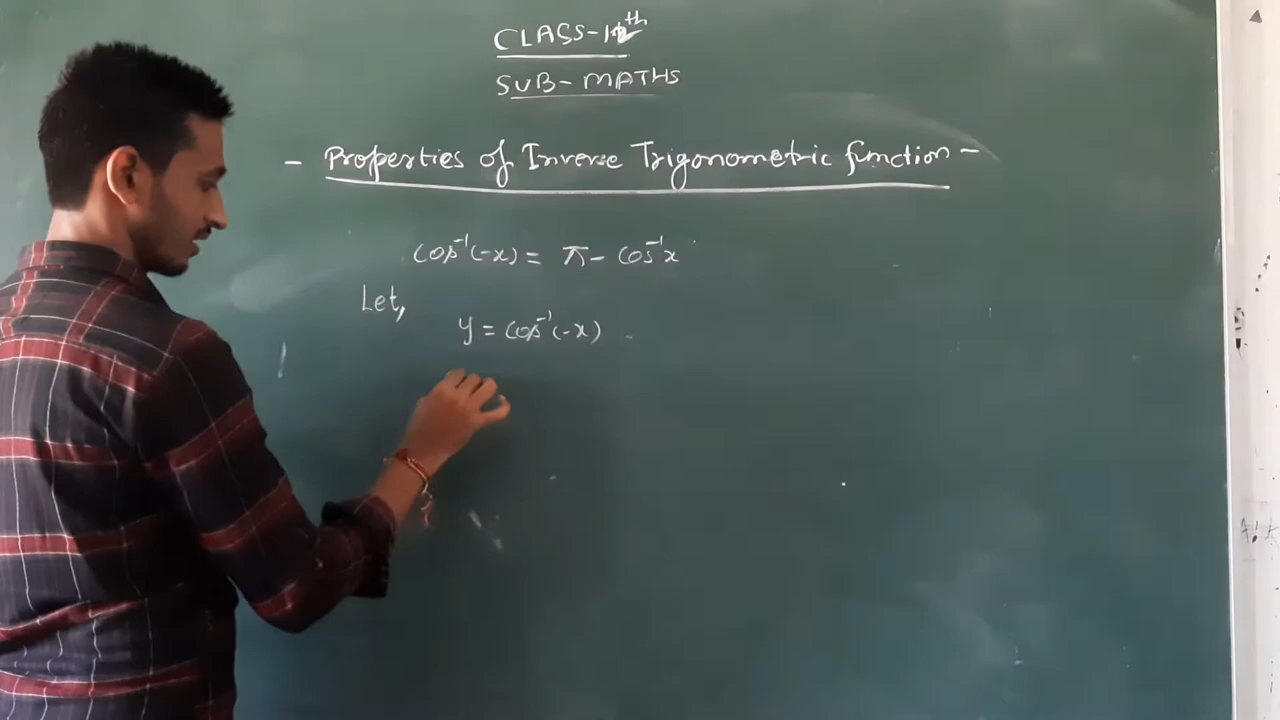 CLASS-12th
SUB-MATHS
- Properties of Inverse Trigonometric function -
cos⁻¹(-x) = π - cos⁻¹x
Let,
y = cos⁻¹(-x)